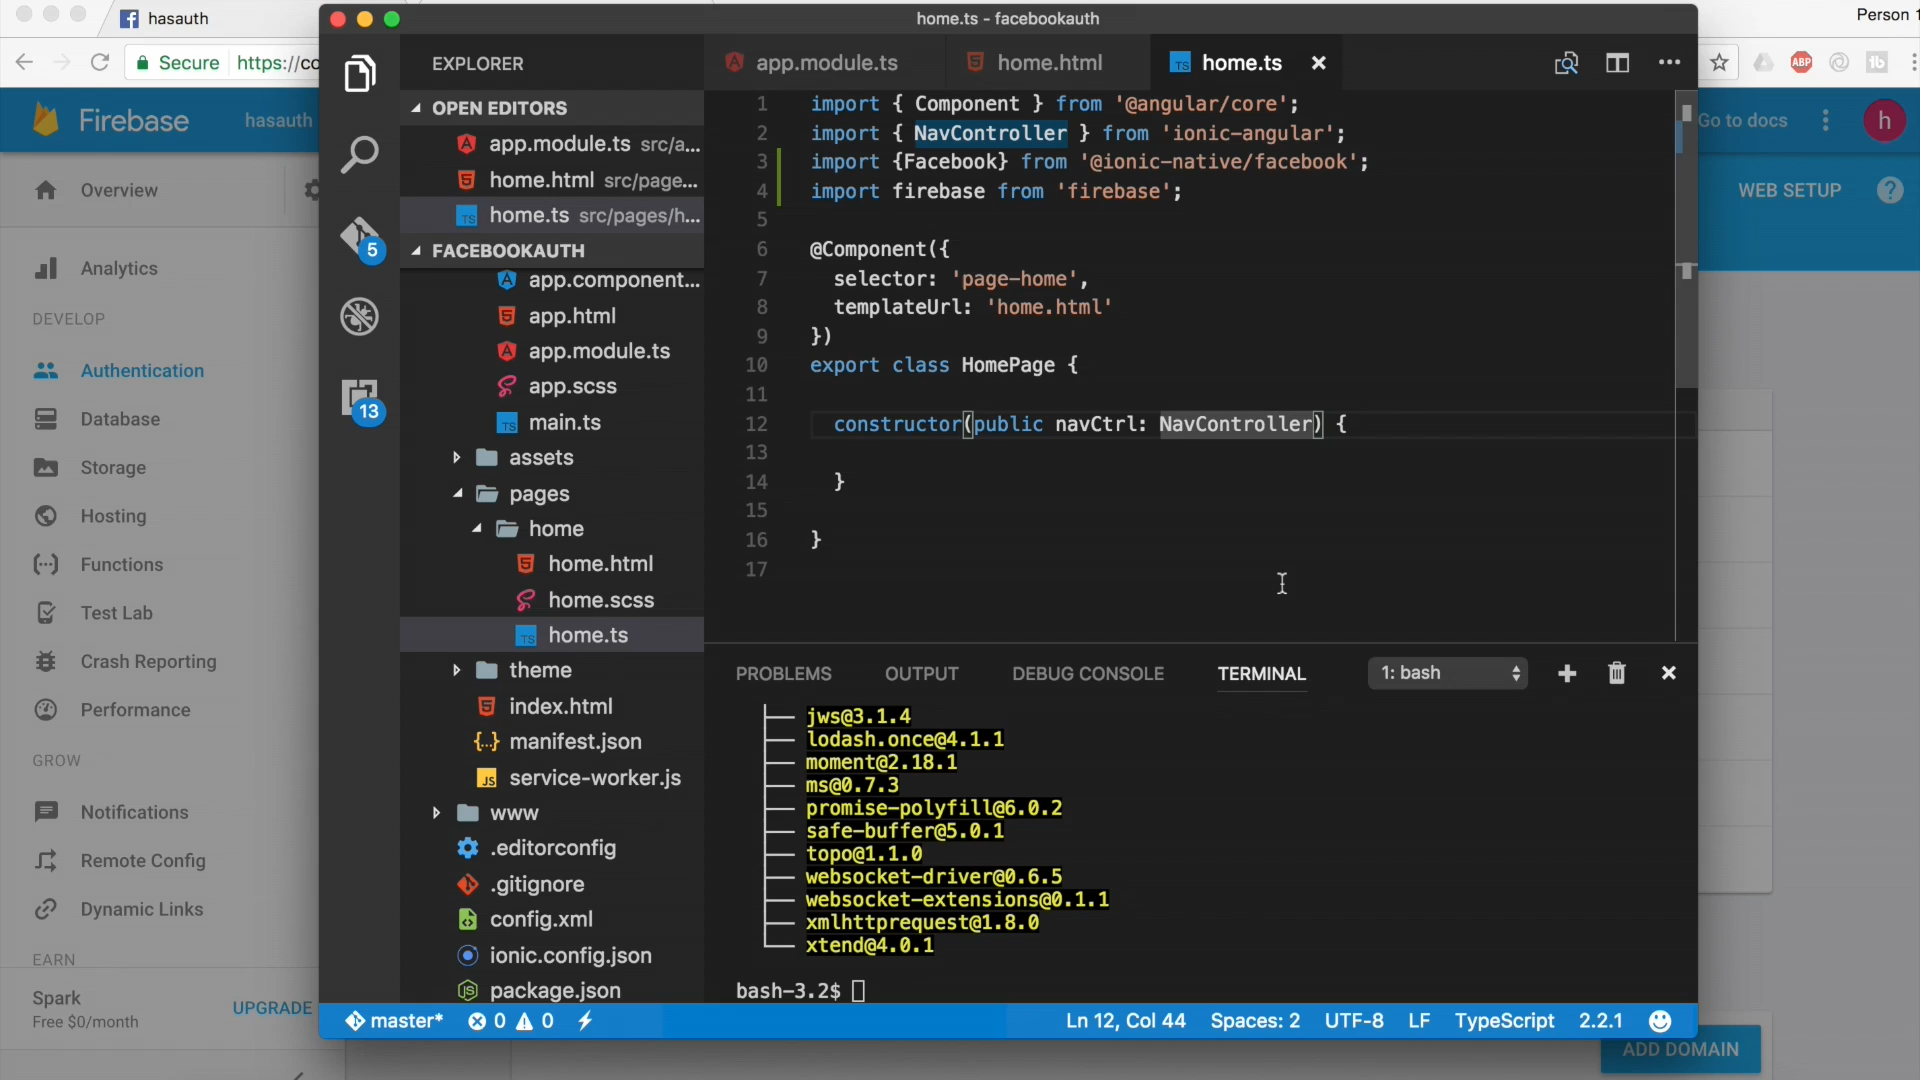 hasauth
home.ts - facebookauth
Person 1
Secure https://co
ABP
Firebase hasauth
Go to docs
h
WEB SETUP
Overview
Analytics
DEVELOP
Authentication
Database
Storage
Hosting
Functions
Test Lab
Crash Reporting
Performance
GROW
Notifications
Remote Config
Dynamic Links
EARN
Spark
Free $0/month
UPGRADE
EXPLORER
OPEN EDITORS
app.module.ts src/a...
home.html src/page...
home.ts src/pages/h...
FACEBOOKAUTH
app.component...
app.html
app.module.ts
app.scss
main.ts
assets
pages
home
home.html
home.scss
home.ts
theme
index.html
manifest.json
service-worker.js
www
.editorconfig
.gitignore
config.xml
ionic.config.json
package.json
5
13
app.module.ts home.html home.ts
1 import { Component } from '@angular/core';
2 import { NavController } from 'ionic-angular';
3 import {Facebook} from '@ionic-native/facebook';
4 import firebase from 'firebase';
5
6 @Component({
7 selector: 'page-home',
8 templateUrl: 'home.html'
9 })
10 export class HomePage {
11
12 constructor(public navCtrl: NavController) {
13
14 }
15
16 }
17
PROBLEMS OUTPUT DEBUG CONSOLE TERMINAL 1: bash
jws@3.1.4
lodash.once@4.1.1
moment@2.18.1
ms@0.7.3
promise-polyfill@6.0.2
safe-buffer@5.0.1
topo@1.1.0
websocket-driver@0.6.5
websocket-extensions@0.1.1
xmlhttprequest@1.8.0
xtend@4.0.1
bash-3.2$
master* 0 0 Ln 12, Col 44 Spaces: 2 UTF-8 LF TypeScript 2.2.1
ADD DOMAIN